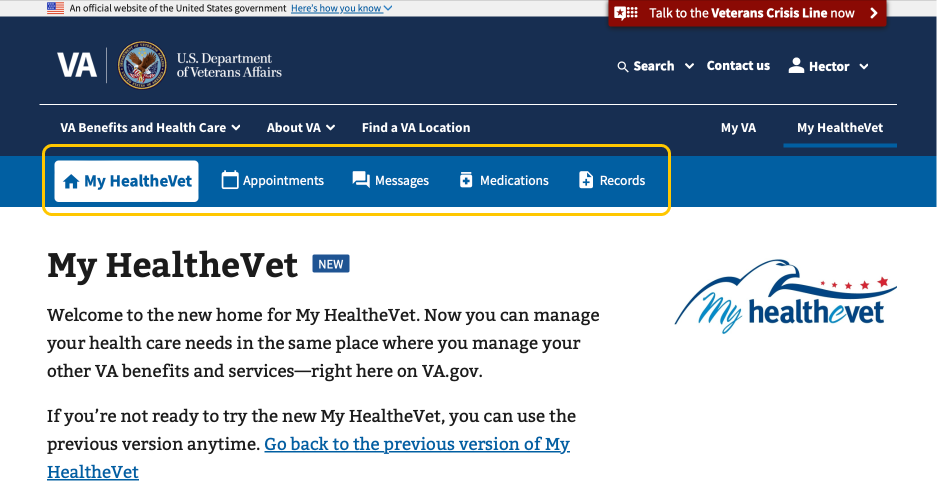 An official website of the United States government Here's how you know
Talk to the Veterans Crisis Line now
VA
U.S. Department
of Veterans Affairs
Search
Contact us
Hector
VA Benefits and Health Care
About VA
Find a VA Location
My VA
My HealtheVet
My HealtheVet
Appointments
Messages
Medications
Records
My HealtheVet NEW
My healthevet
Welcome to the new home for My HealtheVet. Now you can manage
your health care needs in the same place where you manage your
other VA benefits and services—right here on VA.gov.
If you’re not ready to try the new My HealtheVet, you can use the
previous version anytime. Go back to the previous version of My
HealtheVet